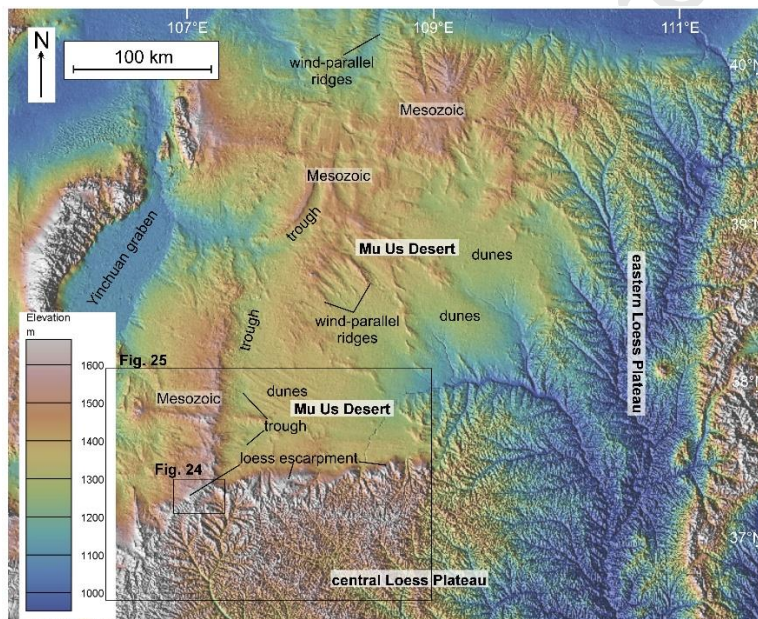 107°E
109°E
111°E
N
100 km
wind-parallel
ridges
40°N
Mesozoic
Mesozoic
39°N
trough
Mu Us Desert
dunes
Yinchuan graben
eastern Loess Plateau
trough
dunes
wind-parallel
ridges
Elevation
m
1600
1500
1400
1300
1200
1100
1000
Fig. 25
38°N
Mesozoic
dunes
Mu Us Desert
trough
loess escarpment
Fig. 24
37°N
central Loess Plateau